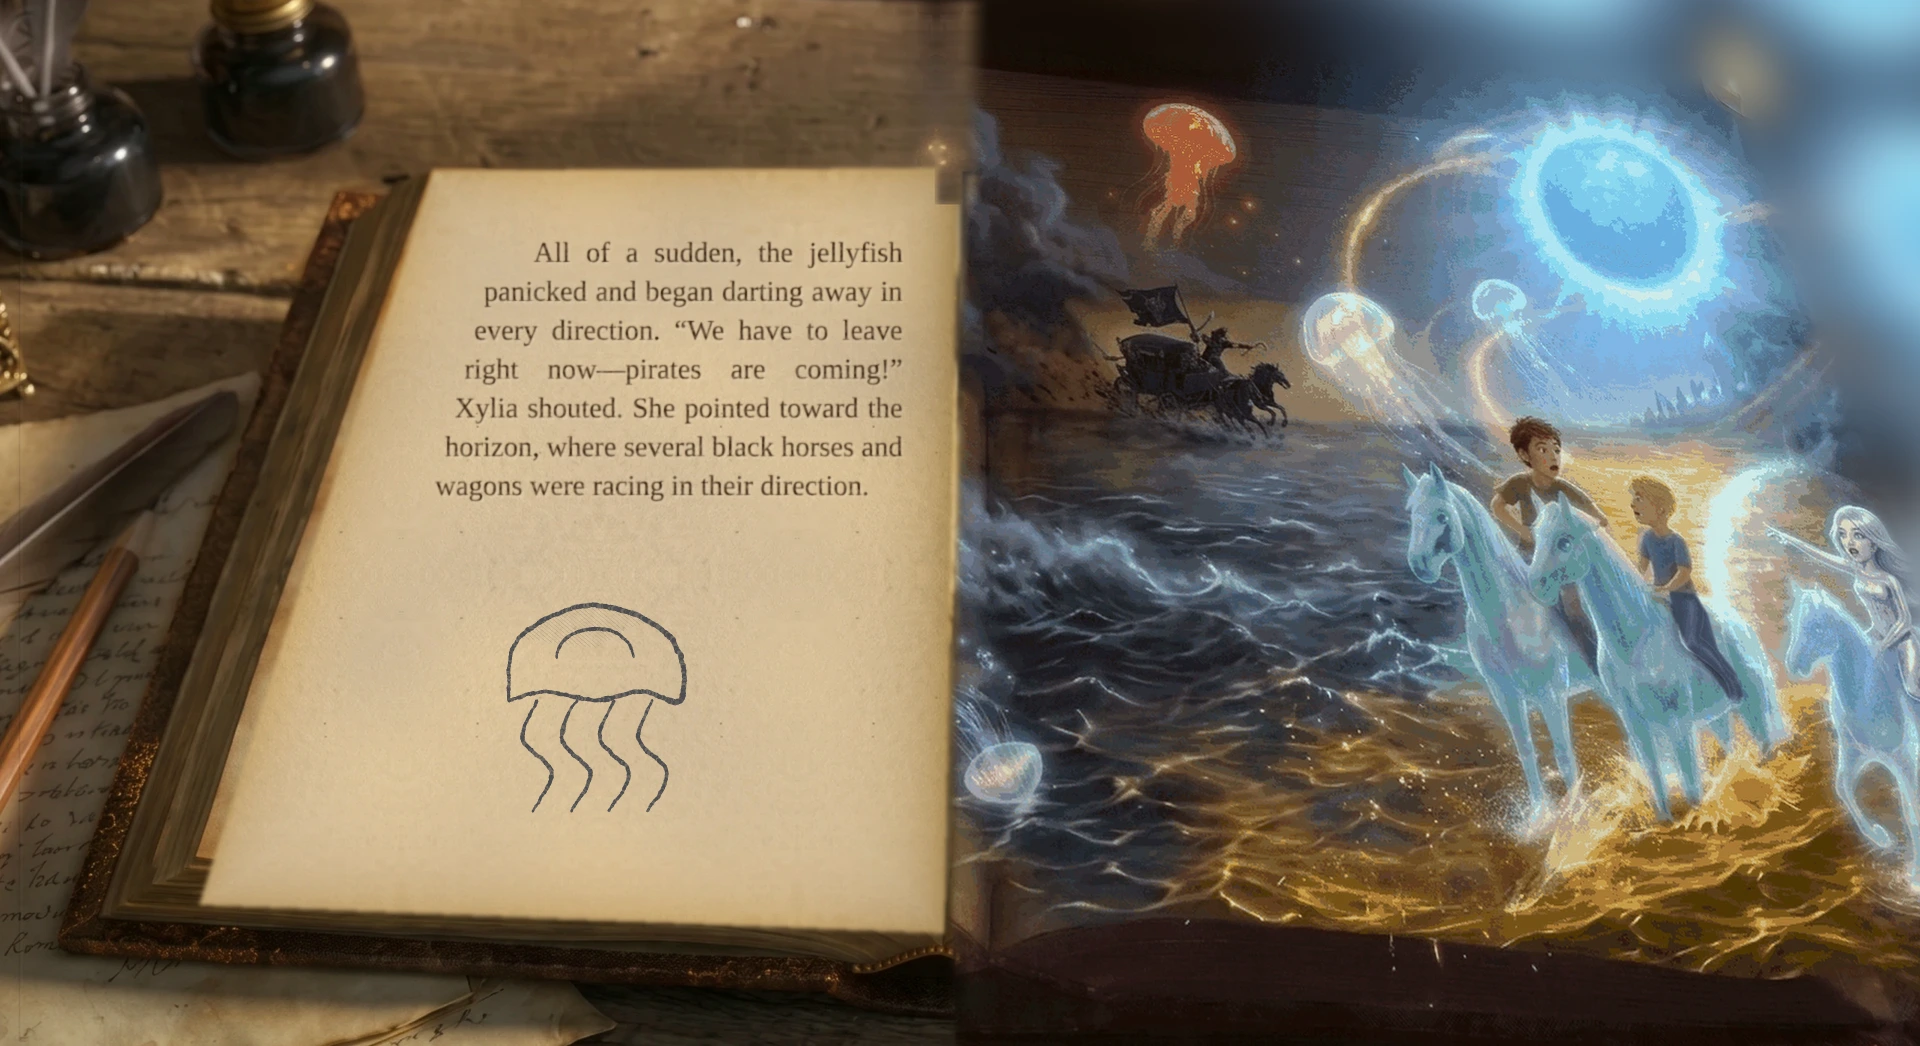 All of a sudden, the jellyfish
panicked and began darting away in
every direction. “We have to leave
right now—pirates are coming!”
Xylia shouted. She pointed toward the
horizon, where several black horses and
wagons were racing in their direction.